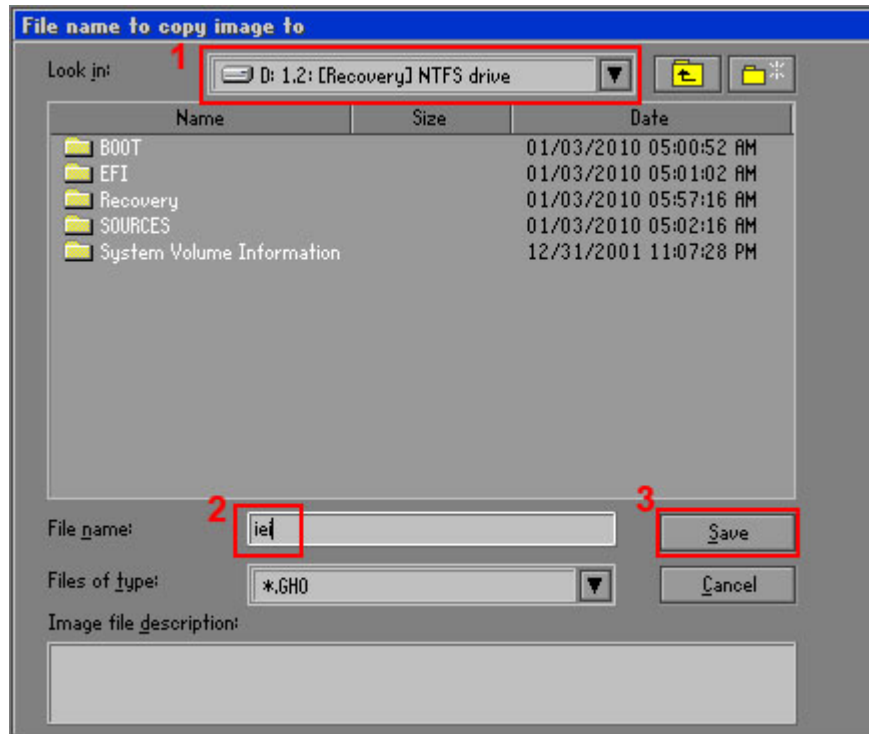 File name to copy image to
1
Look in: D: 1.2: [Recovery] NTFS drive
Name Size Date
BOOT 01/03/2010 05:00:52 AM
EFI 01/03/2010 05:01:02 AM
Recovery 01/03/2010 05:57:16 AM
SOURCES 01/03/2010 05:02:16 AM
System Volume Information 12/31/2001 11:07:28 PM
2
3
File name: iei Save
Files of type: *.GHO Cancel
Image file description: